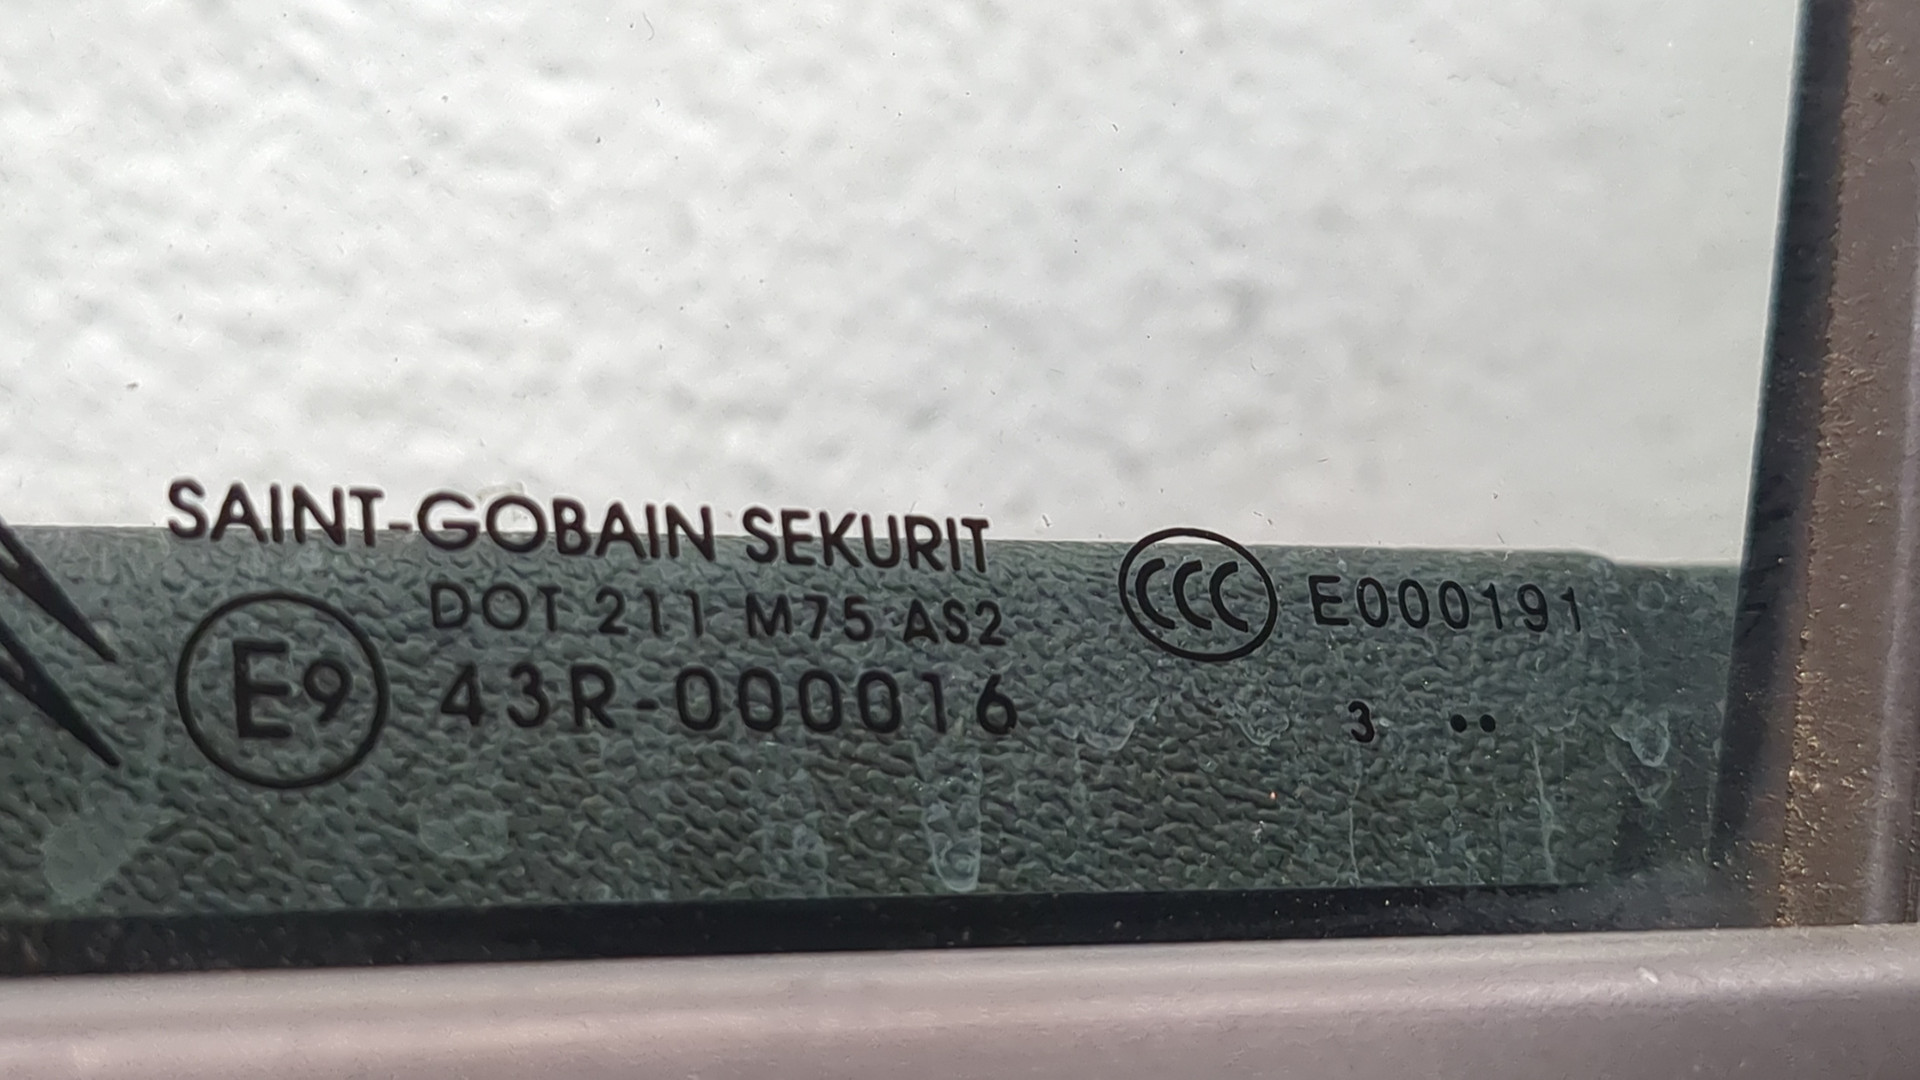 SAINT-GOBAIN SEKURIT
DOT 211 M75 AS2
E9 43R-000016
CCC E000191
3 ••